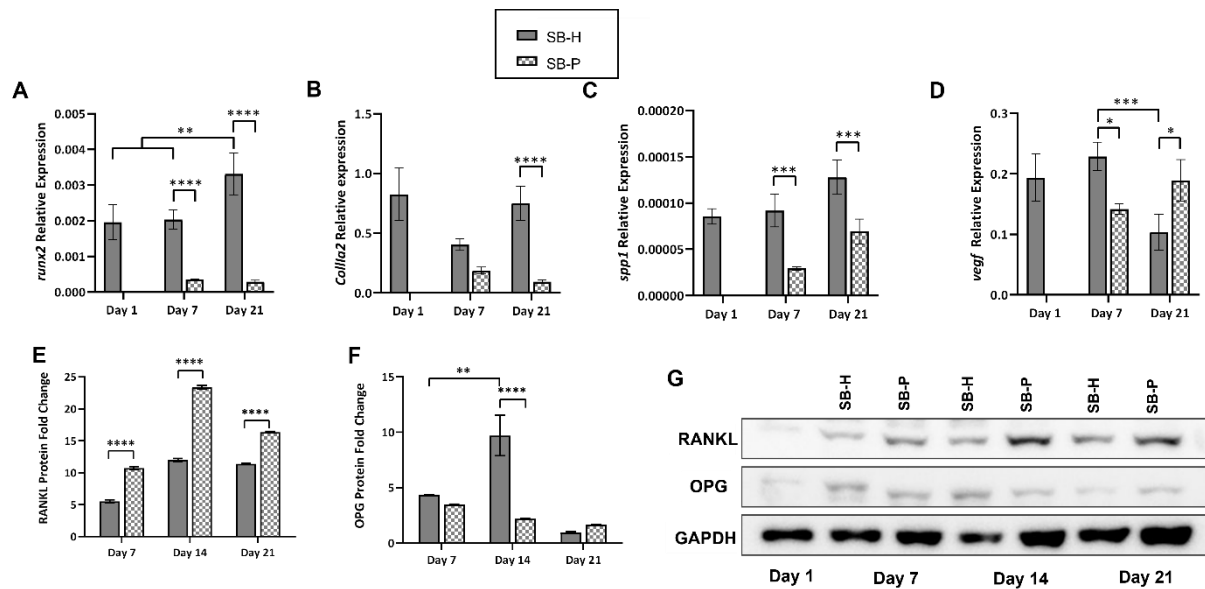 SB-H
SB-P
A
runx2 Relative Expression
0.005
0.004
0.003
0.002
0.001
0.000
**
****
****
Day 1 Day 7 Day 21
B
Collla2 Relative expression
1.5
1.0
0.5
0.0
****
Day 1 Day 7 Day 21
C
spp1 Relative Expression
0.00020
0.00015
0.00010
0.00005
0.00000
***
***
Day 1 Day 7 Day 21
D
vegf Relative Expression
0.3
0.2
0.1
0.0
***
*
*
Day 1 Day 7 Day 21
E
RANKL Protein Fold Change
25
20
15
10
5
0
****
****
****
Day 7 Day 14 Day 21
F
OPG Protein Fold Change
15
10
5
0
**
****
Day 7 Day 14 Day 21
G
SB-H SB-P SB-H SB-P SB-H SB-P
RANKL
OPG
GAPDH
Day 1 Day 7 Day 14 Day 21